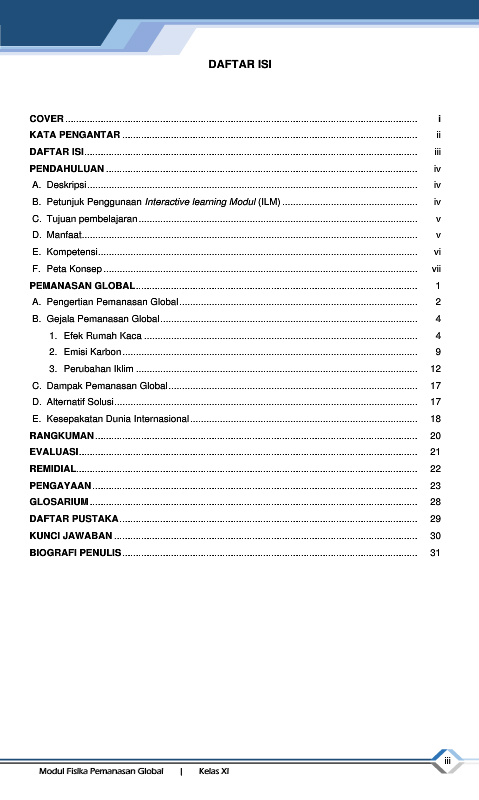 DAFTAR ISI
COVER ........ i
KATA PENGANTAR ........ ii
DAFTAR ISI ........ iii
PENDAHULUAN ........ iv
A. Deskripsi ........ iv
B. Petunjuk Penggunaan Interactive learning Modul (ILM) ........ iv
C. Tujuan pembelajaran ........ v
D. Manfaat ........ v
E. Kompetensi ........ vi
F. Peta Konsep ........ vii
PEMANASAN GLOBAL ........ 1
A. Pengertian Pemanasan Global ........ 2
B. Gejala Pemanasan Global ........ 4
1. Efek Rumah Kaca ........ 4
2. Emisi Karbon ........ 9
3. Perubahan Iklim ........ 12
C. Dampak Pemanasan Global ........ 17
D. Alternatif Solusi ........ 17
E. Kesepakatan Dunia Internasional ........ 18
RANGKUMAN ........ 20
EVALUASI ........ 21
REMIDIAL ........ 22
PENGAYAAN ........ 23
GLOSARIUM ........ 28
DAFTAR PUSTAKA ........ 29
KUNCI JAWABAN ........ 30
BIOGRAFI PENULIS ........ 31
iii
Modul Fisika Pemanasan Global | Kelas XI